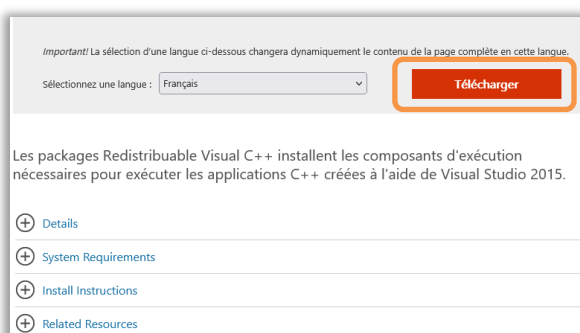 Important! La sélection d'une langue ci-dessous changera dynamiquement le contenu de la page complète en cette langue.
Sélectionnez une langue : Français Télécharger
Les packages Redistribuable Visual C++ installent les composants d'exécution
nécessaires pour exécuter les applications C++ créées à l'aide de Visual Studio 2015.
Details
System Requirements
Install Instructions
Related Resources